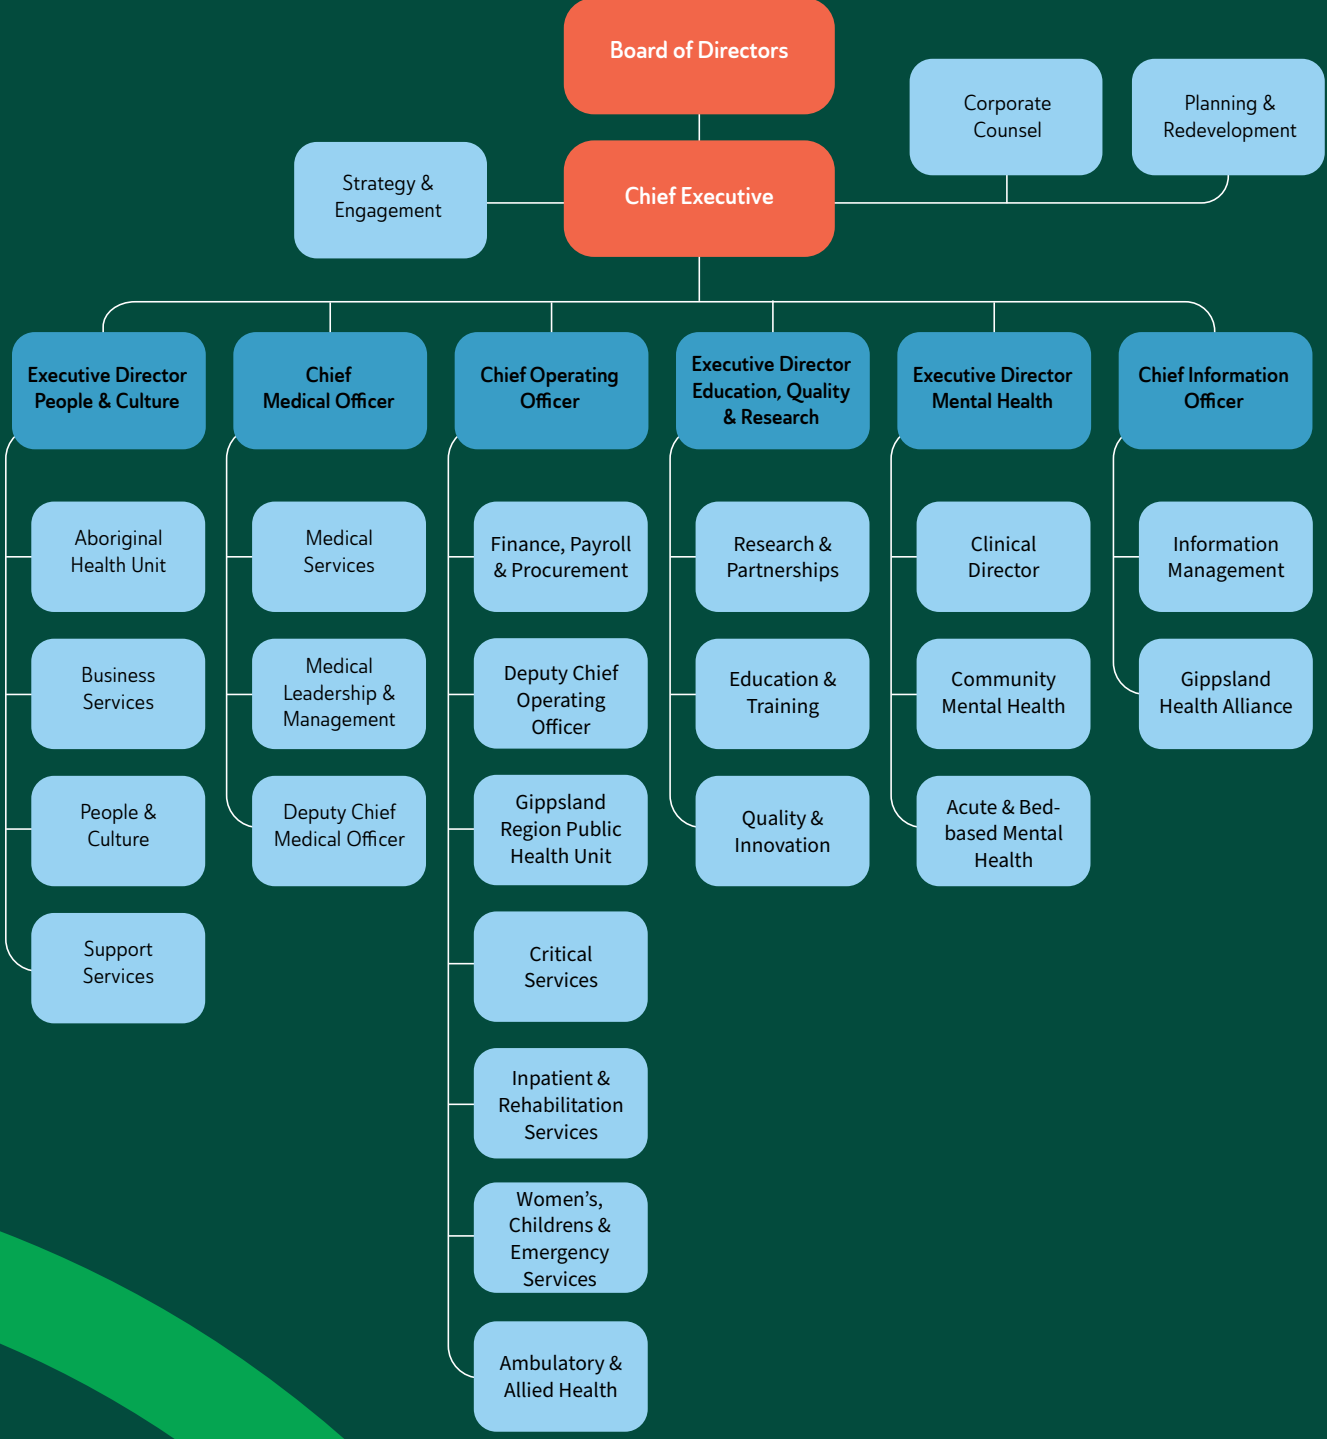 Board of Directors
Corporate
Counsel
Planning &
Redevelopment
Strategy &
Engagement
Chief Executive
Executive Director
People & Culture
Chief
Medical Officer
Chief Operating
Officer
Executive Director
Education, Quality
& Research
Executive Director
Mental Health
Chief Information
Officer
Aboriginal
Health Unit
Business
Services
People &
Culture
Support
Services
Medical
Services
Medical
Leadership &
Management
Deputy Chief
Medical Officer
Finance, Payroll
& Procurement
Deputy Chief
Operating
Officer
Gippsland
Region Public
Health Unit
Critical
Services
Inpatient &
Rehabilitation
Services
Women’s,
Childrens &
Emergency
Services
Ambulatory &
Allied Health
Research &
Partnerships
Education &
Training
Quality &
Innovation
Clinical
Director
Community
Mental Health
Acute & Bed-
based Mental
Health
Information
Management
Gippsland
Health Alliance